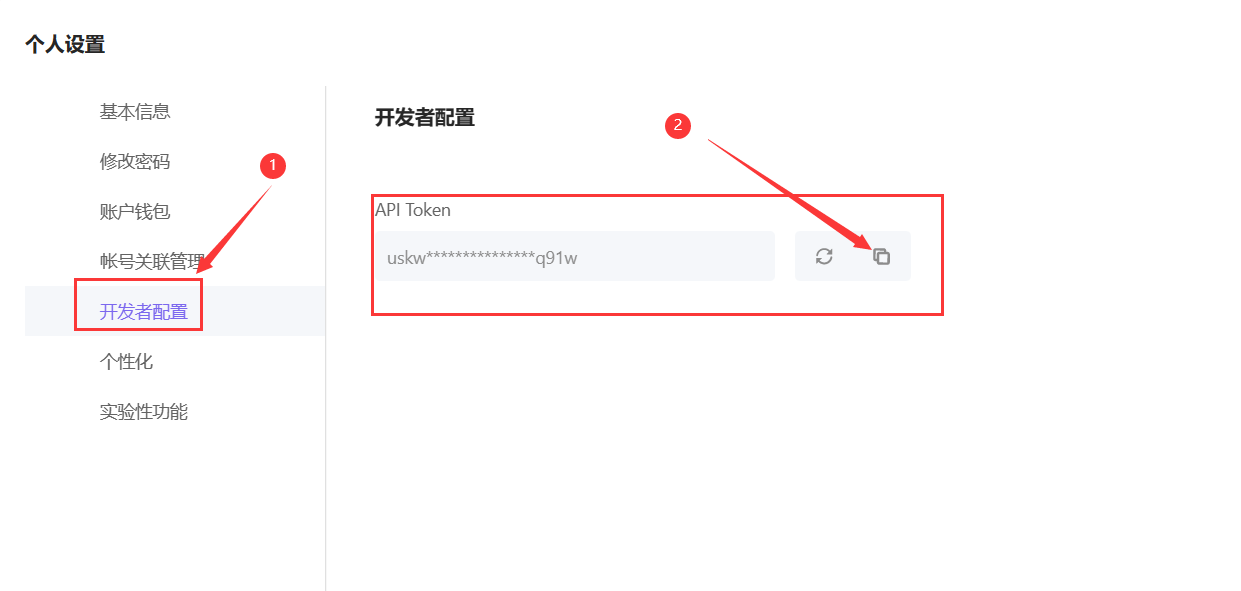 个人设置
基本信息
修改密码
账户钱包
帐号关联管理
开发者配置
个性化
实验性功能
1
开发者配置
2
API Token
uskw***************q91w